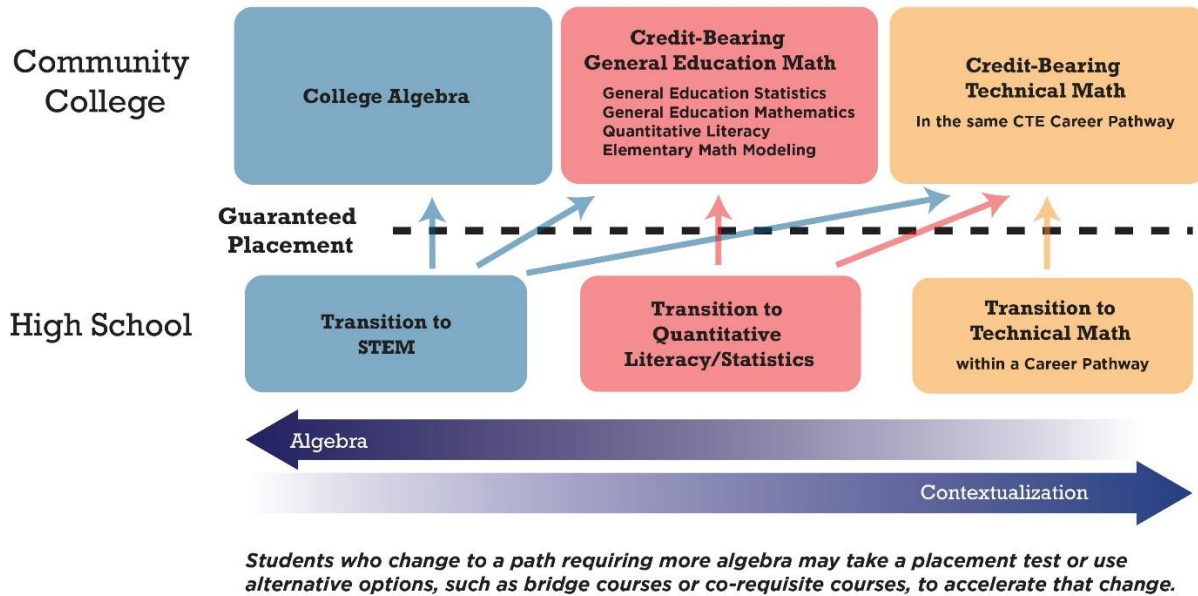 Community
College
College Algebra
Credit-Bearing
General Education Math
General Education Statistics
General Education Mathematics
Quantitative Literacy
Elementary Math Modeling
Credit-Bearing
Technical Math
In the same CTE Career Pathway
Guaranteed
Placement
High School
Transition to
STEM
Transition to
Quantitative
Literacy/Statistics
Transition to
Technical Math
within a Career Pathway
Algebra
Contextualization
Students who change to a path requiring more algebra may take a placement test or use
alternative options, such as bridge courses or co-requisite courses, to accelerate that change.